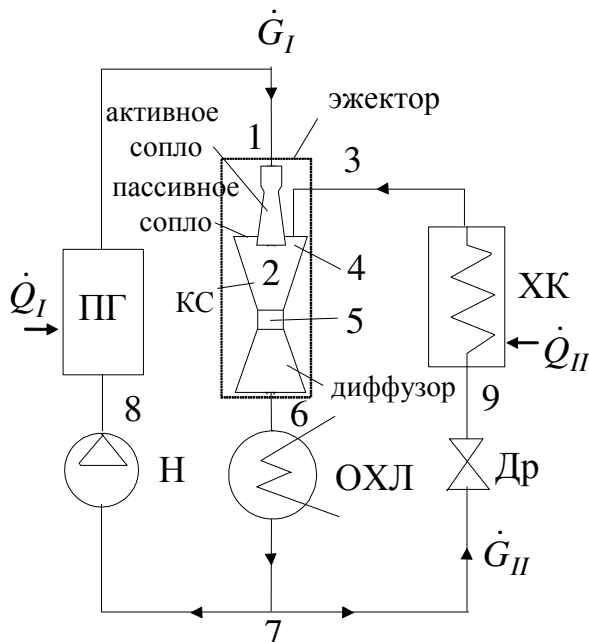 Ġ_I
эжектор
активное
сопло
1
3
пассивное
сопло
2
4
ХК
Q̇_I
ПГ
КС
5
Q̇_II
диффузор
8
6
9
Н
ОХЛ
Др
Ġ_II
7